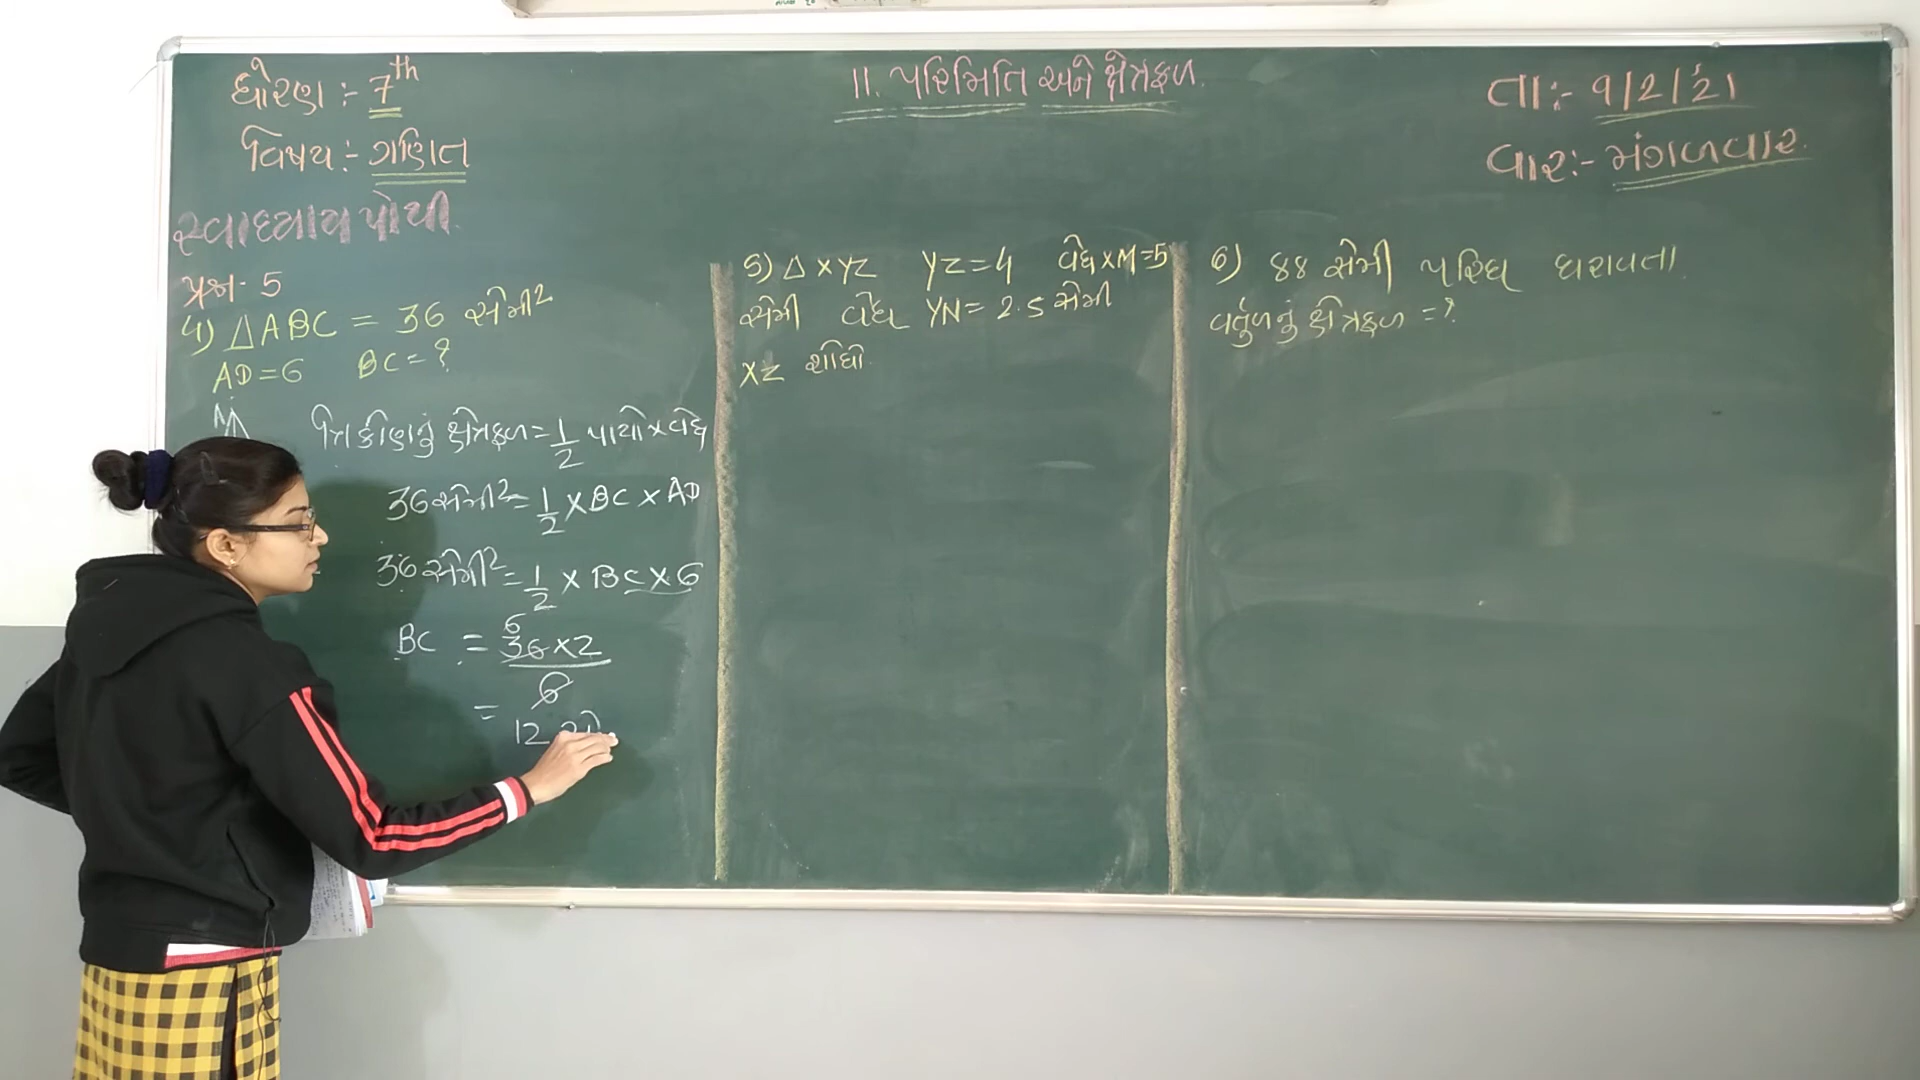 ધોરણ :- 7th
વિષય :- ગણિત
સ્વાધ્યાય પોથી.
11. પરિમિતિ અને ક્ષેત્રફળ.
તા:- 9/2/'21
વાર:- મંગળવાર.
પ્રશ્ન- 5
4) △ABC = 36 સેમી²
AD=6 BC=?
ત્રિકોણનું ક્ષેત્રફળ = 1/2 પાયો × વેધ
36 સેમી² = 1/2 × BC × AD
36 સેમી² = 1/2 × BC × 6
6
BC = 36×2
6
=
12 સે
5) △ XYZ YZ=4 વેધ XM=5
સેમી વેધ YN= 2.5 સેમી
XZ શોધો.
6) 88 સેમી પરિઘ ધરાવતા
વર્તુળનું ક્ષેત્રફળ =?